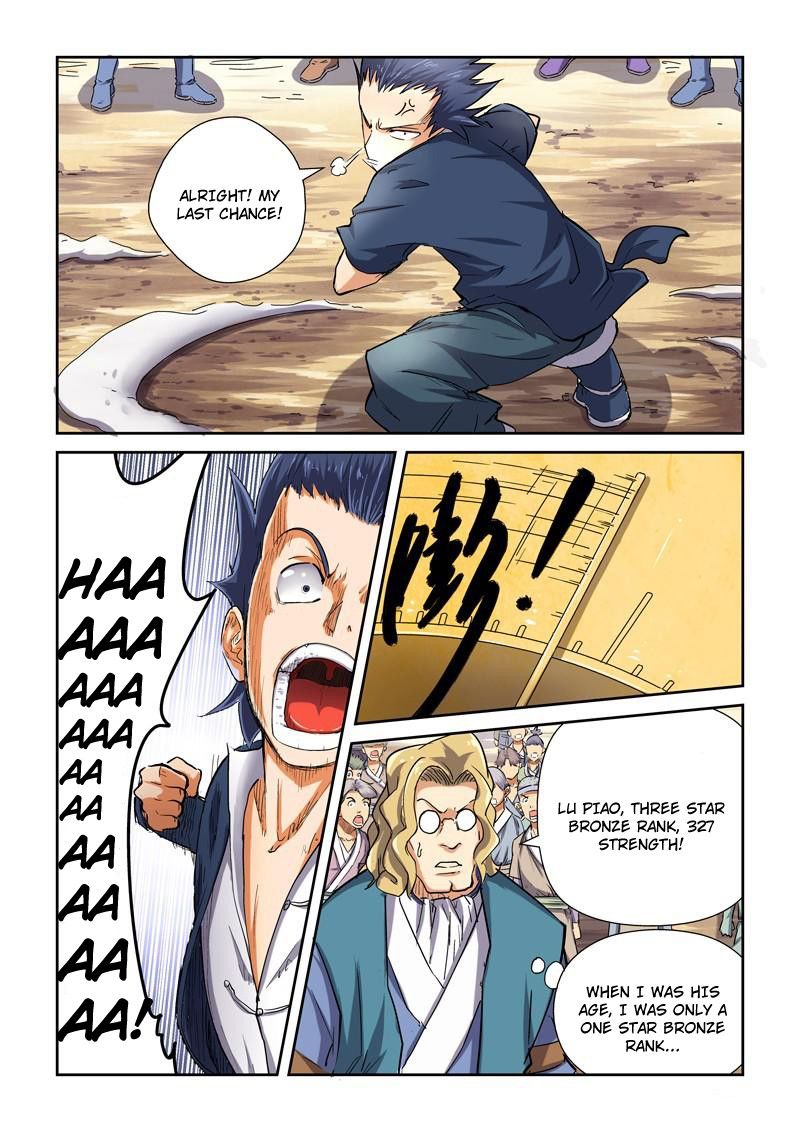 ALRIGHT! MY
LAST CHANCE!
HAA
AAA
AAA
AAA
AA
AA
AA
AA
AA
AA!
嘭!
LU PIAO, THREE STAR
BRONZE RANK, 327
STRENGTH!
WHEN I WAS HIS
AGE, I WAS ONLY A
ONE STAR BRONZE
RANK...